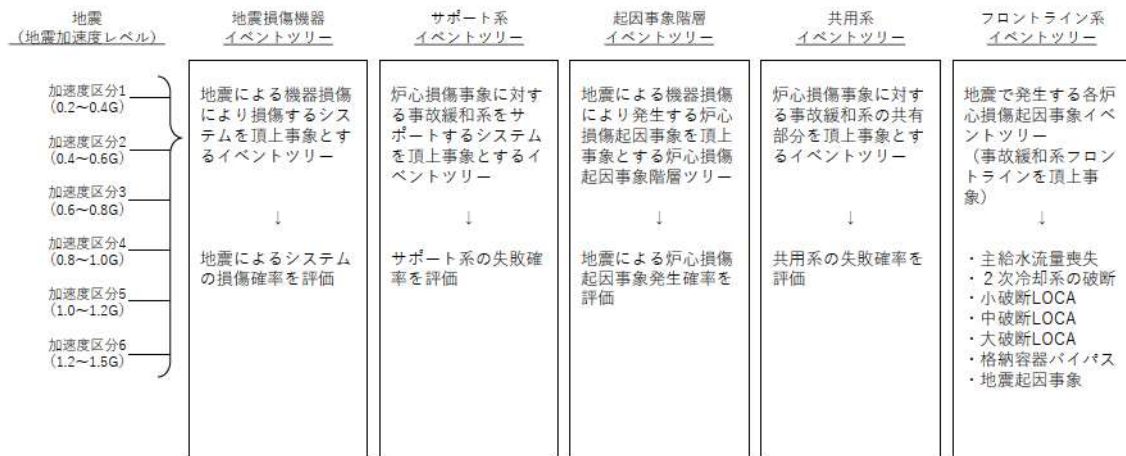 地震
（地震加速度レベル）
加速度区分1
(0.2～0.4G)
加速度区分2
(0.4～0.6G)
加速度区分3
(0.6～0.8G)
加速度区分4
(0.8～1.0G)
加速度区分5
(1.0～1.2G)
加速度区分6
(1.2～1.5G)
地震損傷機器
イベントツリー
地震による機器損傷
により損傷するシス
テムを頂上事象とす
るイベントツリー
↓
地震によるシステム
の損傷確率を評価
サポート系
イベントツリー
炉心損傷事象に対す
る事故緩和系をサ
ポートするシステム
を頂上事象とするイ
ベントツリー
↓
サポート系の失敗確
率を評価
起因事象階層
イベントツリー
地震による機器損傷
により発生する炉心
損傷起因事象を頂上
事象とする炉心損傷
起因事象階層ツリー
↓
地震による炉心損傷
起因事象発生確率を
評価
共用系
イベントツリー
炉心損傷事象に対す
る事故緩和系の共有
部分を頂上事象とす
るイベントツリー
↓
共用系の失敗確率を
評価
フロントライン系
イベントツリー
地震で発生する各炉
心損傷起因事象イベ
ントツリー
（事故緩和系フロン
トラインを頂上事
象）
↓
・主給水流量喪失
・２次冷却系の破断
・小破断LOCA
・中破断LOCA
・大破断LOCA
・格納容器バイパス
・地震起因事象